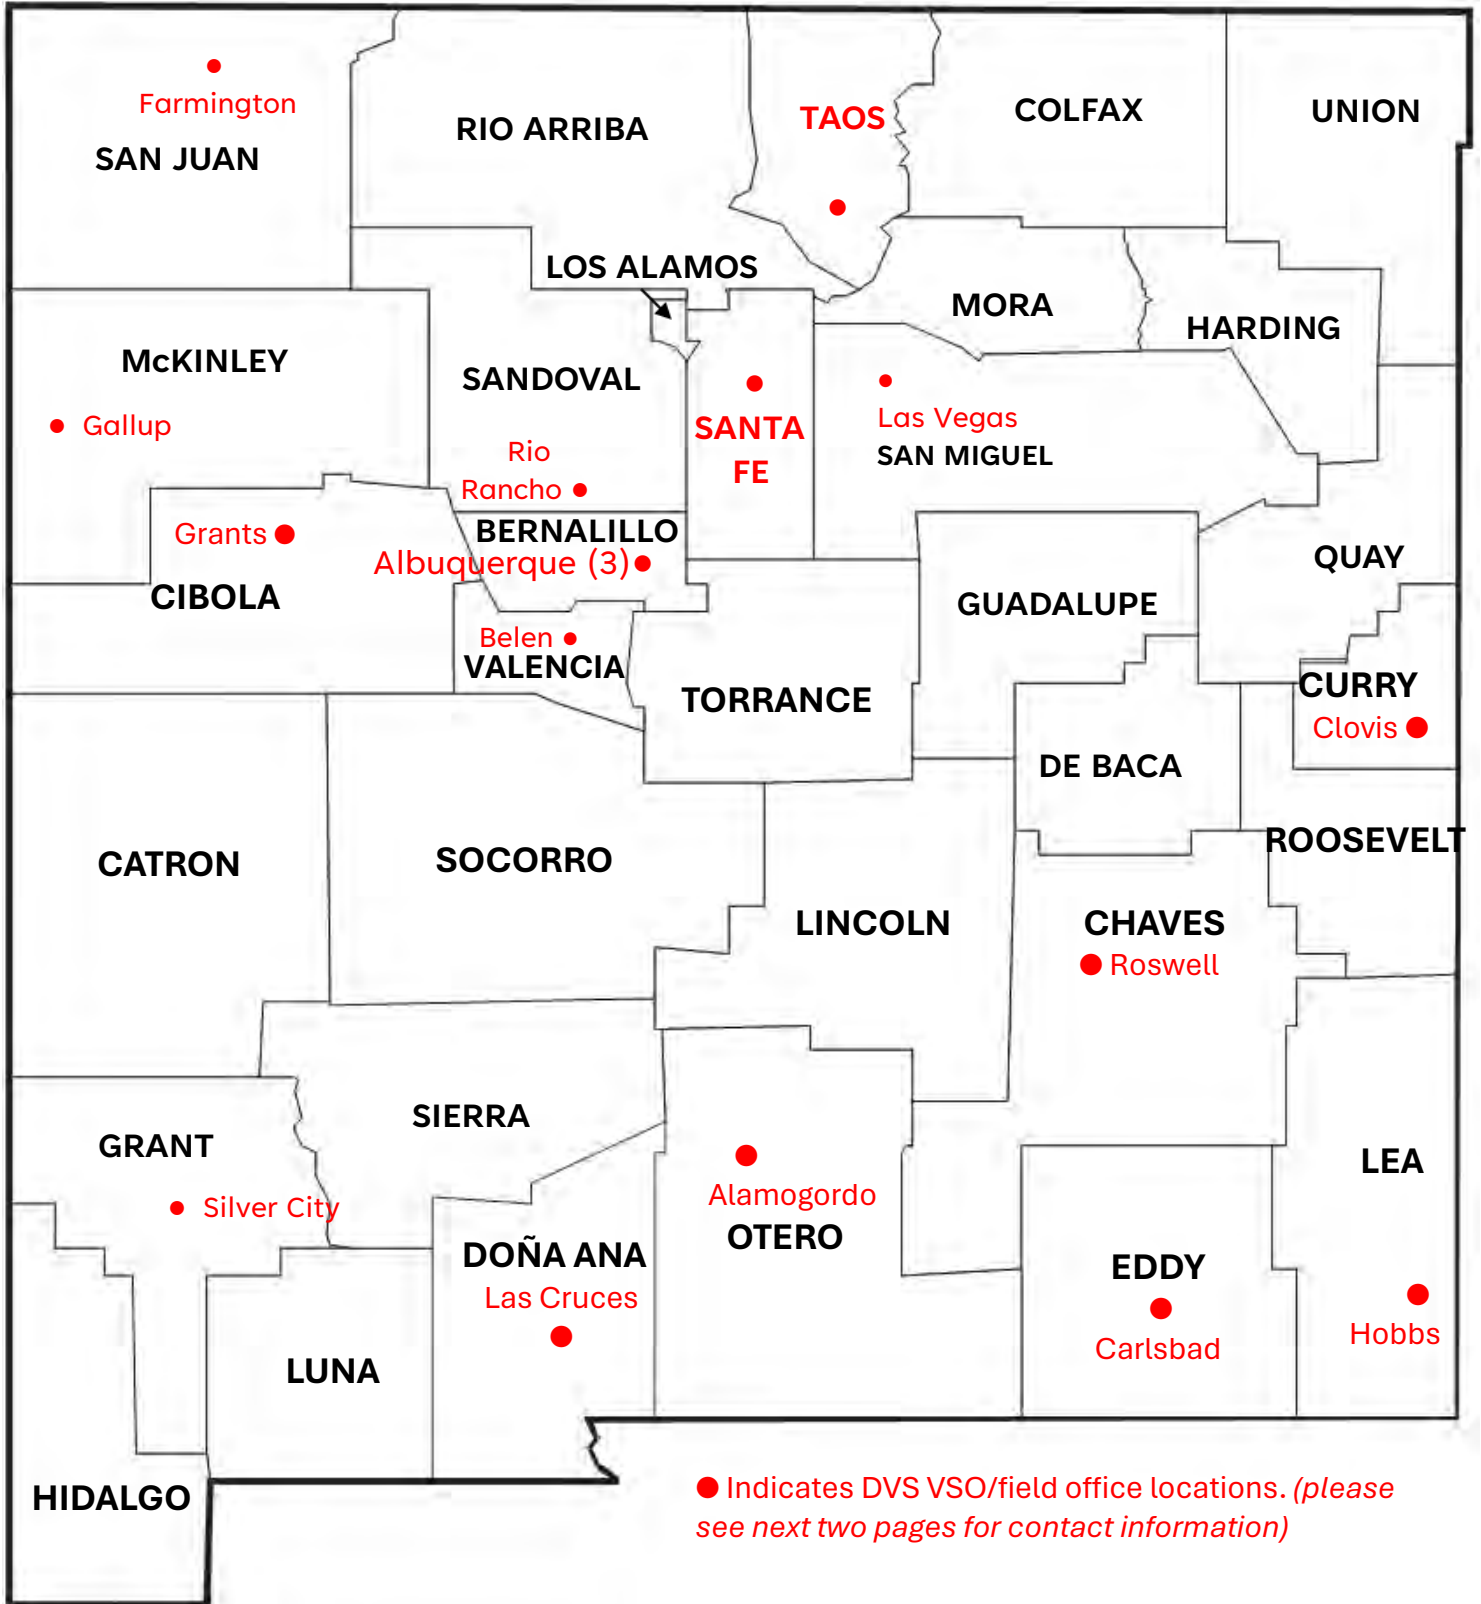 Farmington
SAN JUAN
RIO ARRIBA
TAOS
COLFAX
UNION
LOS ALAMOS
MORA
HARDING
McKINLEY
Gallup
SANDOVAL
Rio
Rancho
SANTA
FE
Las Vegas
SAN MIGUEL
Grants
CIBOLA
BERNALILLO
Albuquerque (3)
Belen
VALENCIA
TORRANCE
GUADALUPE
QUAY
CURRY
Clovis
DE BACA
ROOSEVELT
CATRON
SOCORRO
LINCOLN
CHAVES
Roswell
SIERRA
GRANT
Silver City
Alamogordo
OTERO
LEA
DOÑA ANA
Las Cruces
EDDY
Carlsbad
Hobbs
LUNA
HIDALGO
Indicates DVS VSO/field office locations. (please
see next two pages for contact information)